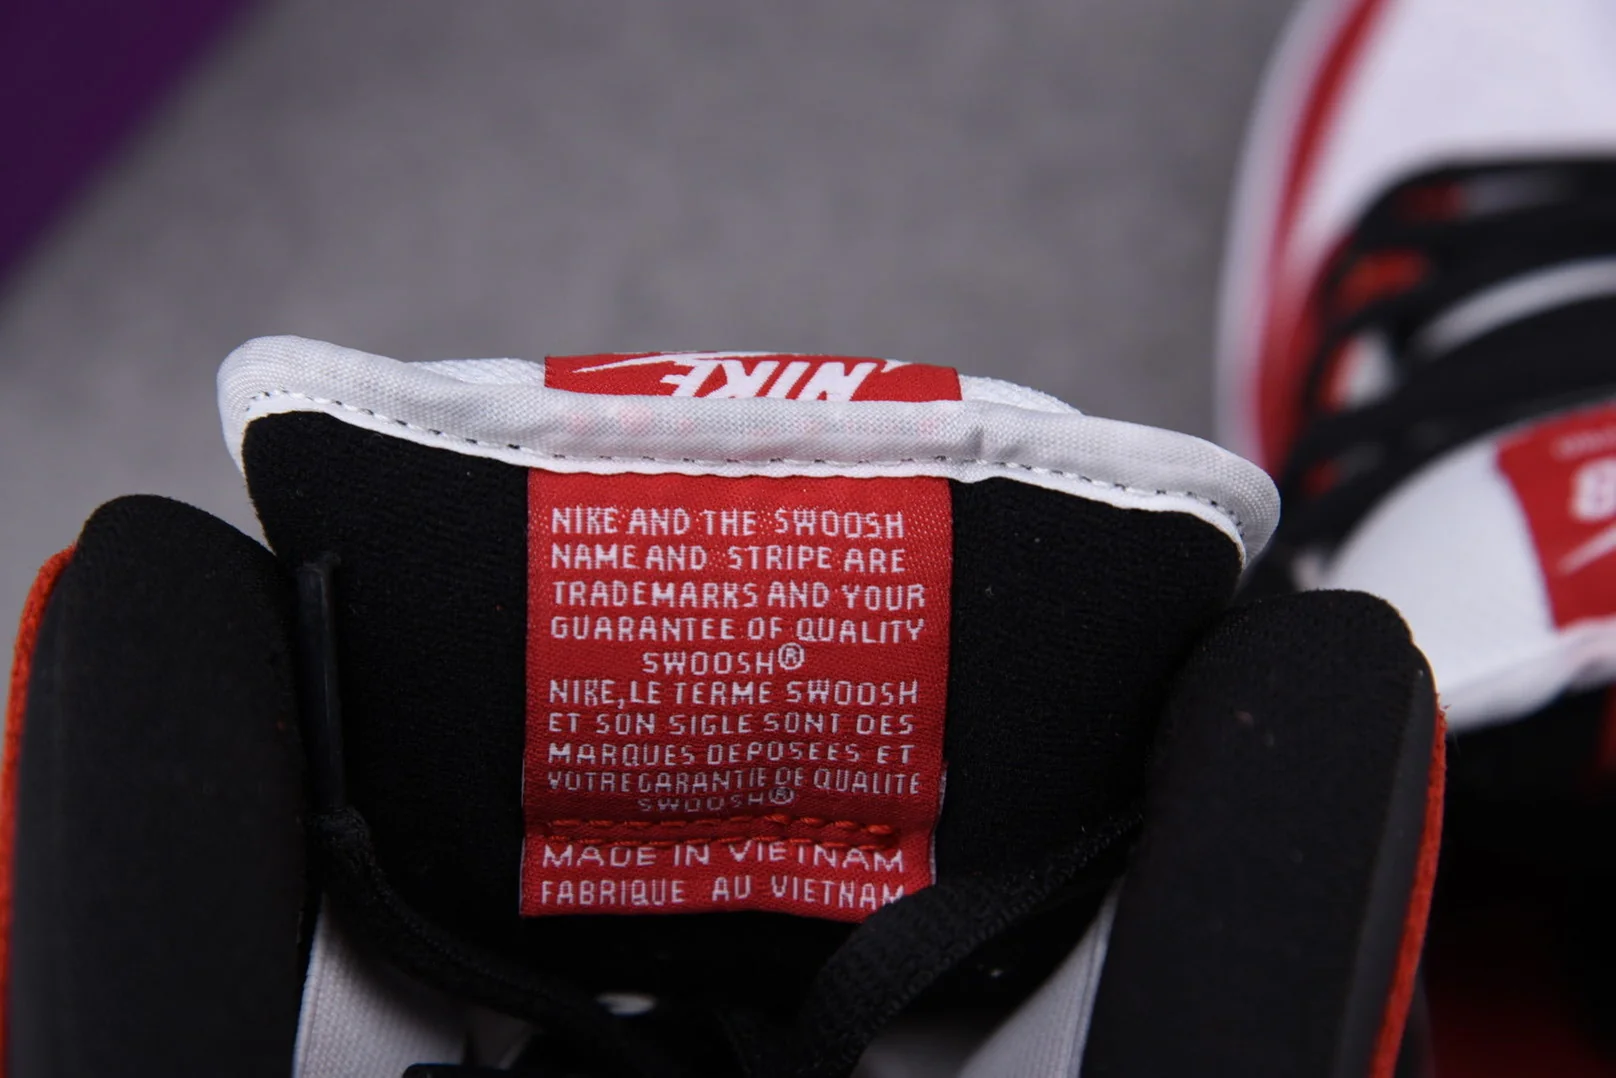 NIKE
NIKE AND THE SWOOSH
NAME AND STRIPE ARE
TRADEMARKS AND YOUR
GUARANTEE OF QUALITY
SWOOSH®
NIKE,LE TERME SWOOSH
ET SON SIGLE SONT DES
MARQUES DEPOSEES ET
VOTRE GARANTIE DE QUALITE
SWOOSH®
MADE IN VIETNAM
FABRIQUE AU VIETNAM